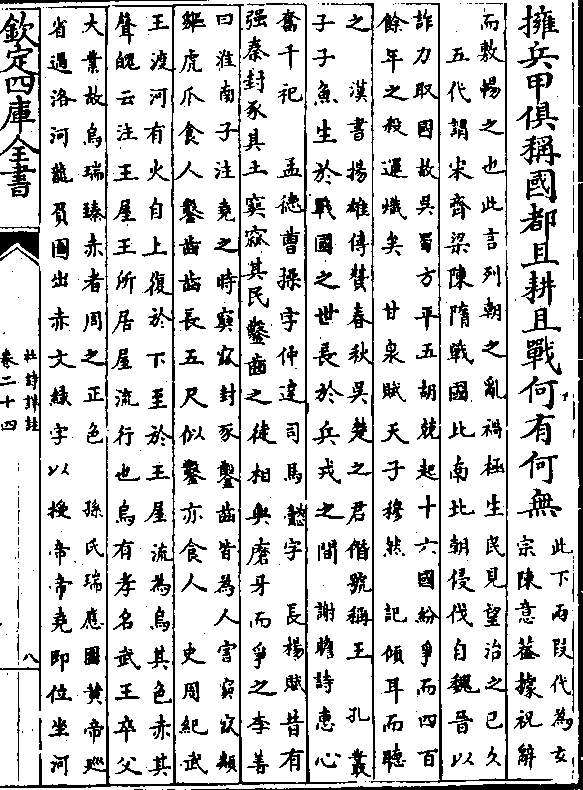 擁兵甲俱稱國都且耕且戰何有何無
此下兩段代為玄
宗陳意蓋據祝辭
而敷暢之也此言列朝之亂禍極生民見望治之已久
五代謂宋齊梁陳隋戰國比南北朝侵伐自魏晉以
詐力取國故吳蜀方平五胡兢起十六國紛爭而四百
餘年之殺運熾矣　甘泉賦天子穆然　記傾耳而聽
之　漢書揚雄傳贊春秋吳楚之君僭號稱王　孔叢
子子魚生於戰國之世長於兵戎之間　謝瞻詩恵心
奮千祀　孟德曹操字仲達司馬懿字　長楊賦昔有
强秦封豕其土窫窳其民鑿齒之徒相與磨牙而爭之李善
曰淮南子注堯之時窫窳封豕鑿齒皆為人害窫窳類
貙虎爪食人鑿齒齒長五尺似鑿亦食人　史周紀武
王渡河有火自上復於下至於王屋流為烏其色赤其
聲魄云注王屋王所居屋流行也烏有孝名武王卒父
大業故烏瑞臻赤者周之正色　孫氏瑞應圖黄帝廵
省過洛河龍負圖出赤文綠字以授帝帝堯即位坐河
欽定四庫全書
杜詩詳註
卷二十四
八